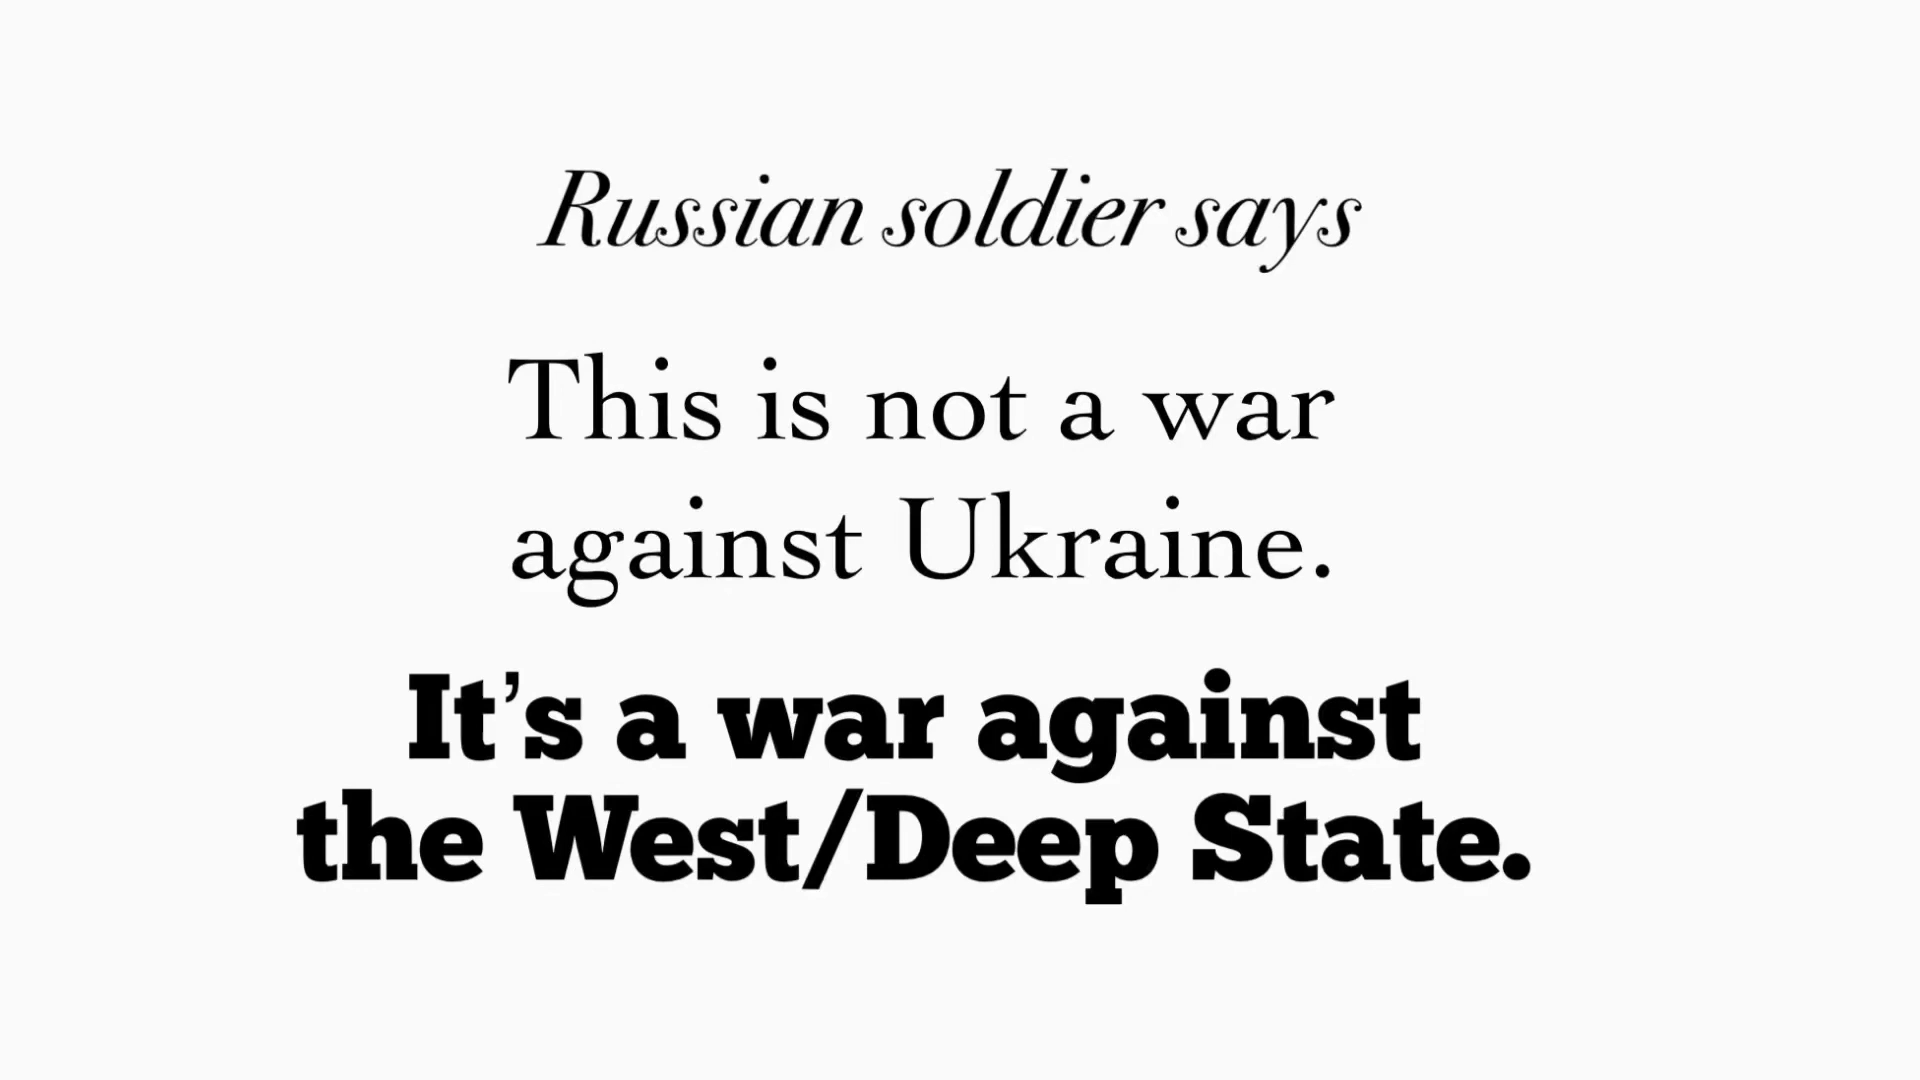 Russian soldier says
This is not a war
against Ukraine.
It’s a war against
the West/Deep State.